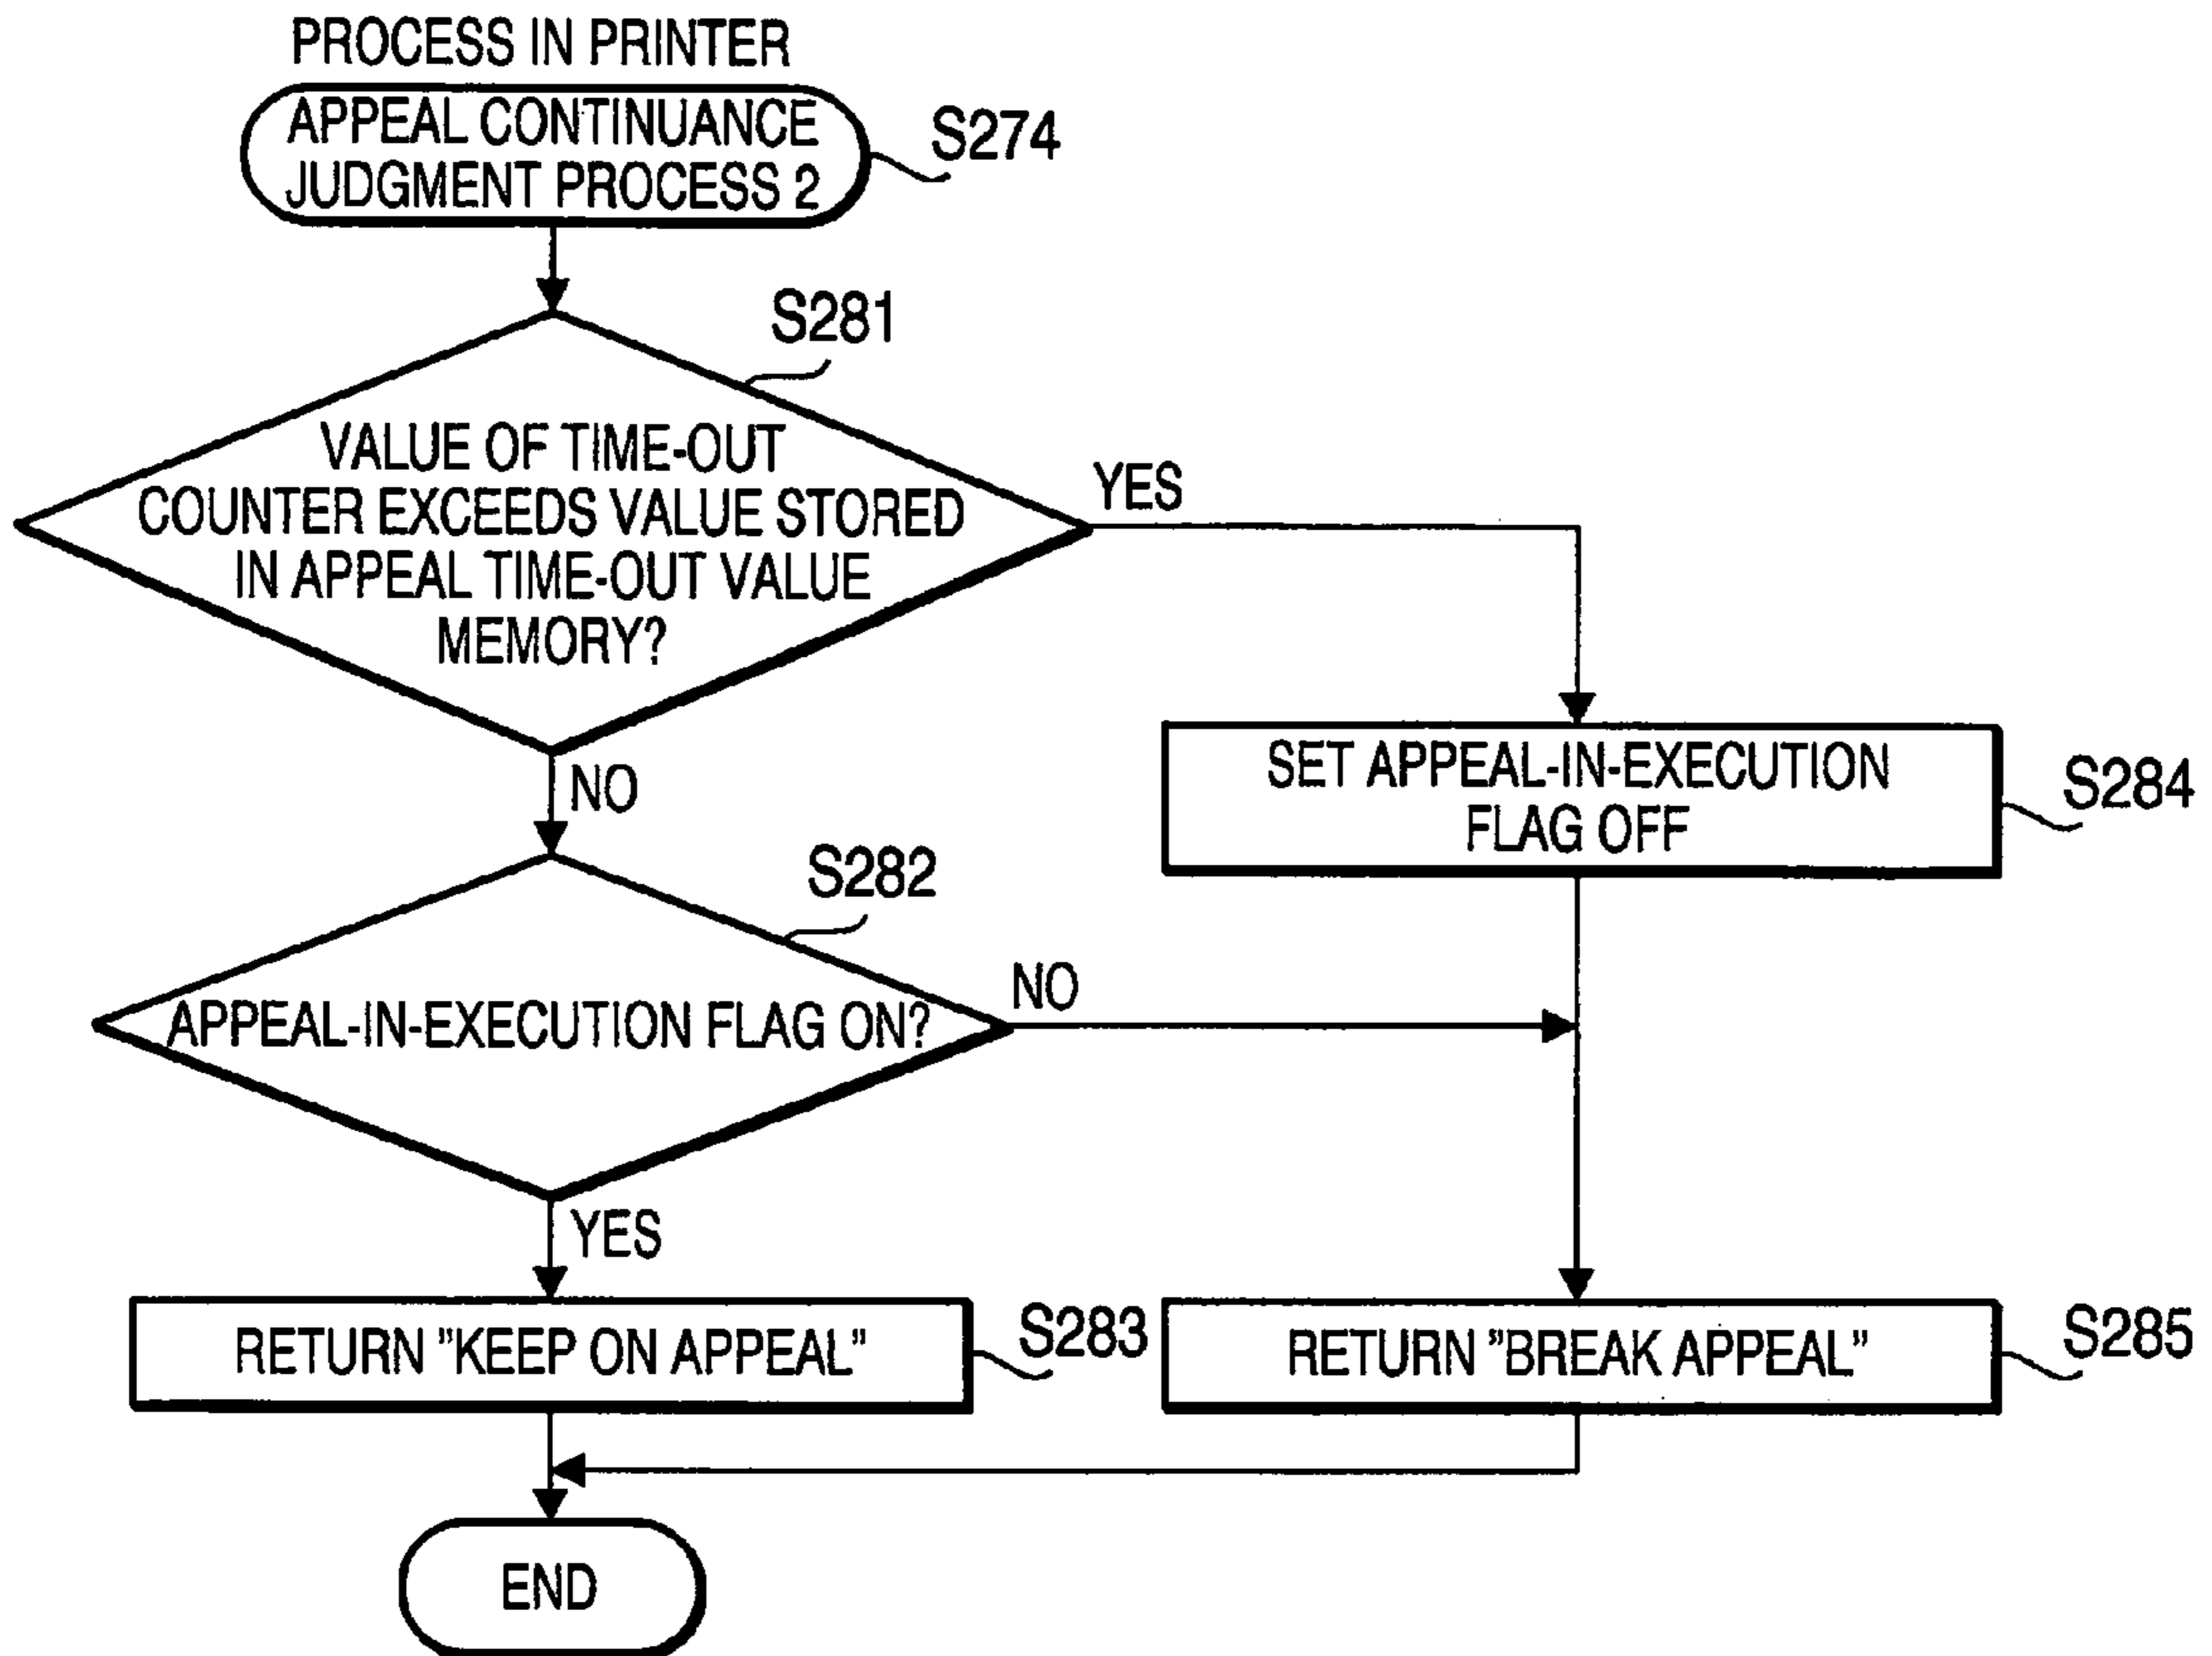 PROCESS IN PRINTER
APPEAL CONTINUANCE
JUDGMENT PROCESS 2
S274
S281
VALUE OF TIME-OUT
COUNTER EXCEEDS VALUE STORED
IN APPEAL TIME-OUT VALUE
MEMORY?
YES
NO
SET APPEAL-IN-EXECUTION
FLAG OFF
S284
S282
APPEAL-IN-EXECUTION FLAG ON?
NO
YES
RETURN "KEEP ON APPEAL"
S283
RETURN "BREAK APPEAL"
S285
END